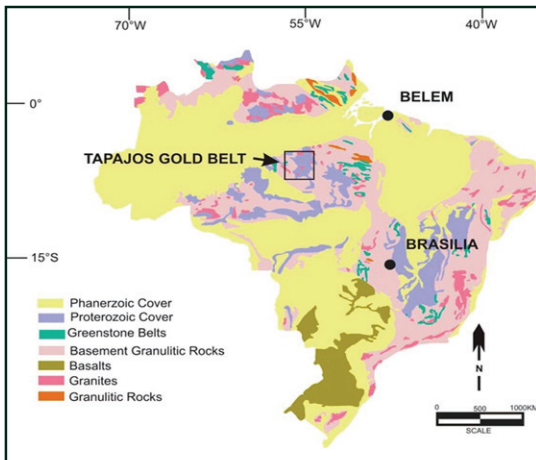 70°W 55°W 40°W
0°
BELEM
TAPAJOS GOLD BELT
BRASILIA
15°S
Phanerzoic Cover
Proterozoic Cover
Greenstone Belts
Basement Granulitic Rocks
Basalts
Granites
Granulitic Rocks
N
0 500 1000KM
SCALE